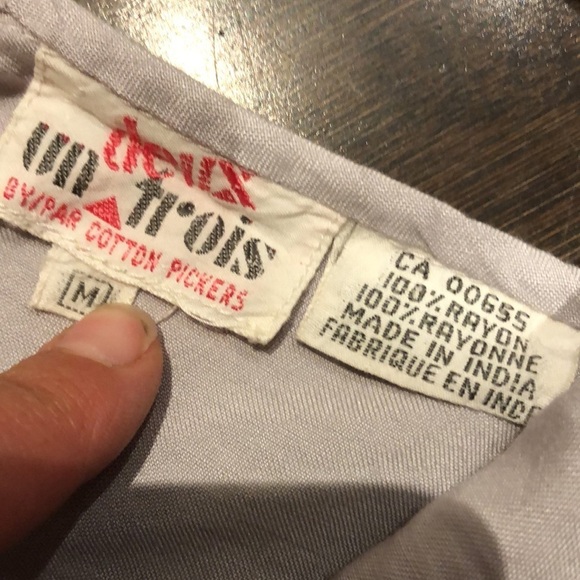 un deux trois
BY/PAR COTTON PICKERS
M
CA 00655
100% RAYON
100% RAYONNE
MADE IN INDIA
FABRIQUE EN INDE